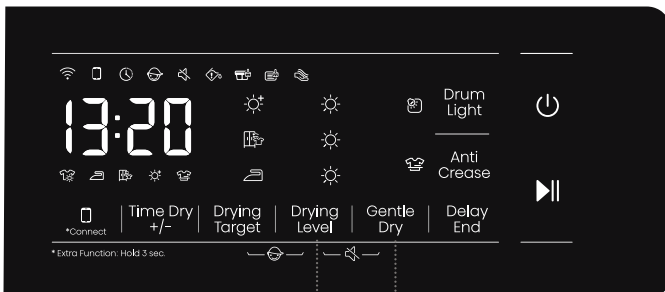 13:20
Drum
Light
Anti
Crease
*Connect
Time Dry
+/-
Drying
Target
Drying
Level
Gentle
Dry
Delay
End
* Extra Function: Hold 3 sec.